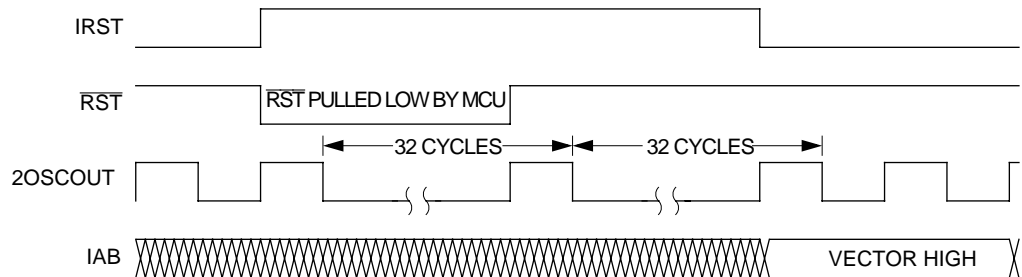 IRST
RST
RST PULLED LOW BY MCU
32 CYCLES 32 CYCLES
2OSCOUT
IAB
VECTOR HIGH